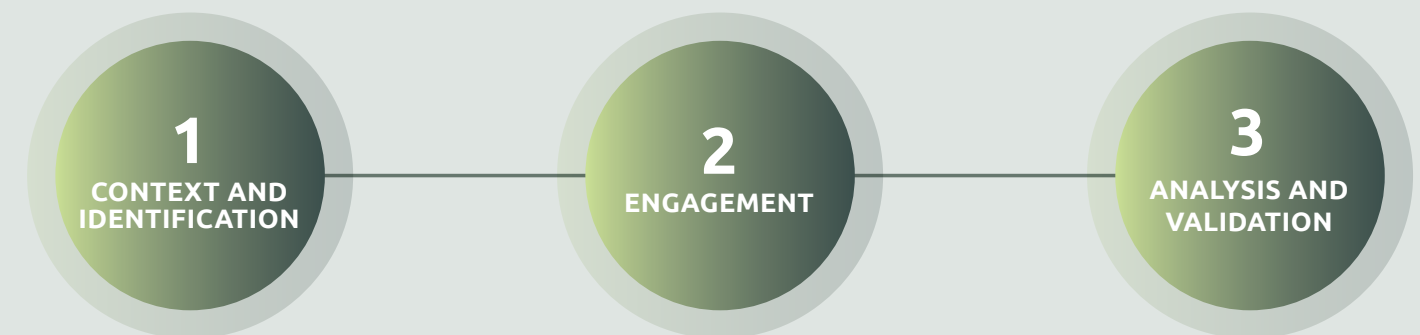 1
CONTEXT AND
IDENTIFICATION
2
ENGAGEMENT
3
ANALYSIS AND
VALIDATION